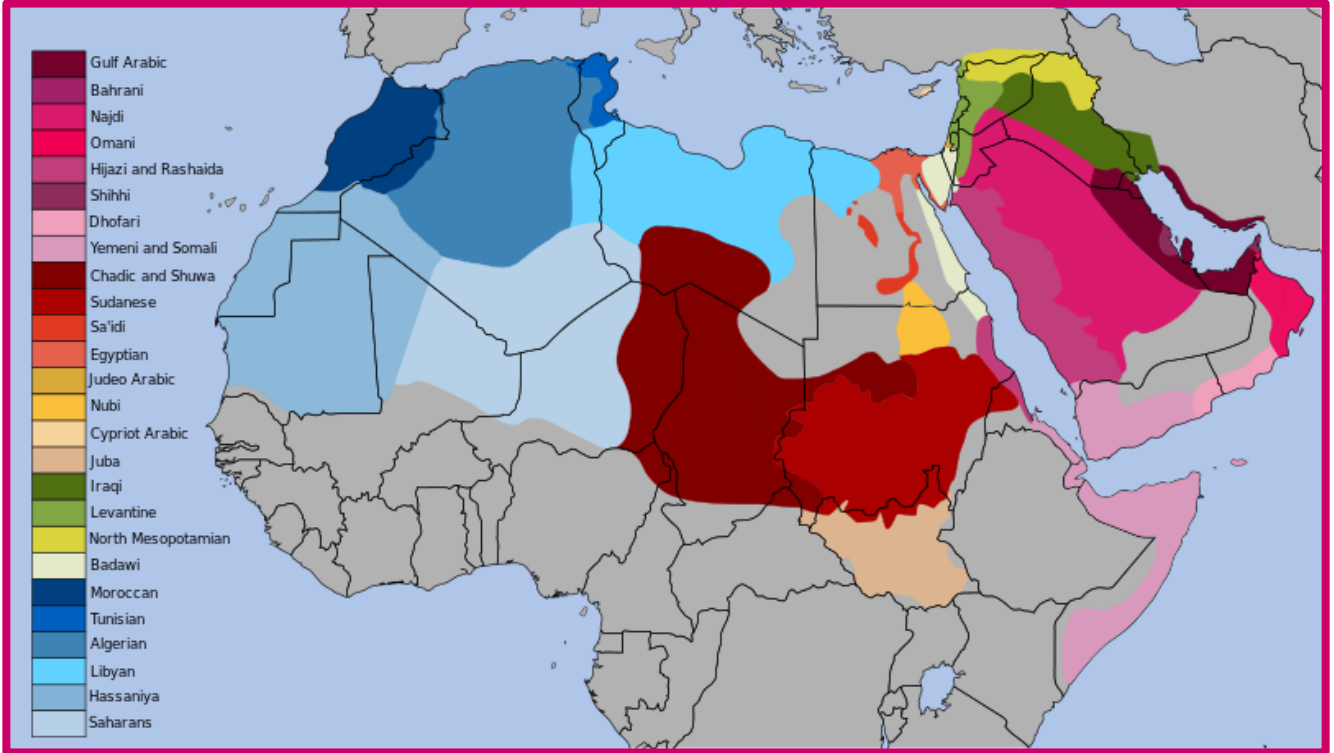 Gulf Arabic
Bahrani
Najdi
Omani
Hijazi and Rashaida
Shihhi
Dhofari
Yemeni and Somali
Chadic and Shuwa
Sudanese
Sa'idi
Egyptian
Judeo Arabic
Nubi
Cypriot Arabic
Juba
Iraqi
Levantine
North Mesopotamian
Badawi
Moroccan
Tunisian
Algerian
Libyan
Hassaniya
Saharans